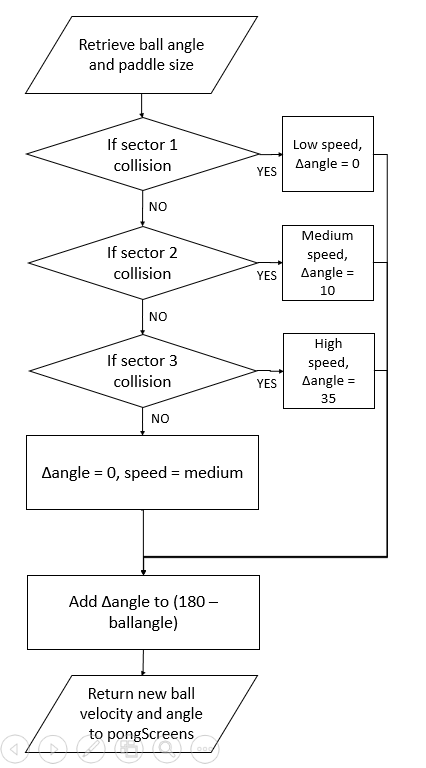 Retrieve ball angle
and paddle size
If sector 1
collision
YES
Low speed,
Δangle = 0
NO
If sector 2
collision
YES
Medium
speed,
Δangle =
10
NO
If sector 3
collision
YES
High
speed,
Δangle =
35
NO
Δangle = 0, speed = medium
Add Δangle to (180 –
ballangle)
Return new ball
velocity and angle
to pongScreens